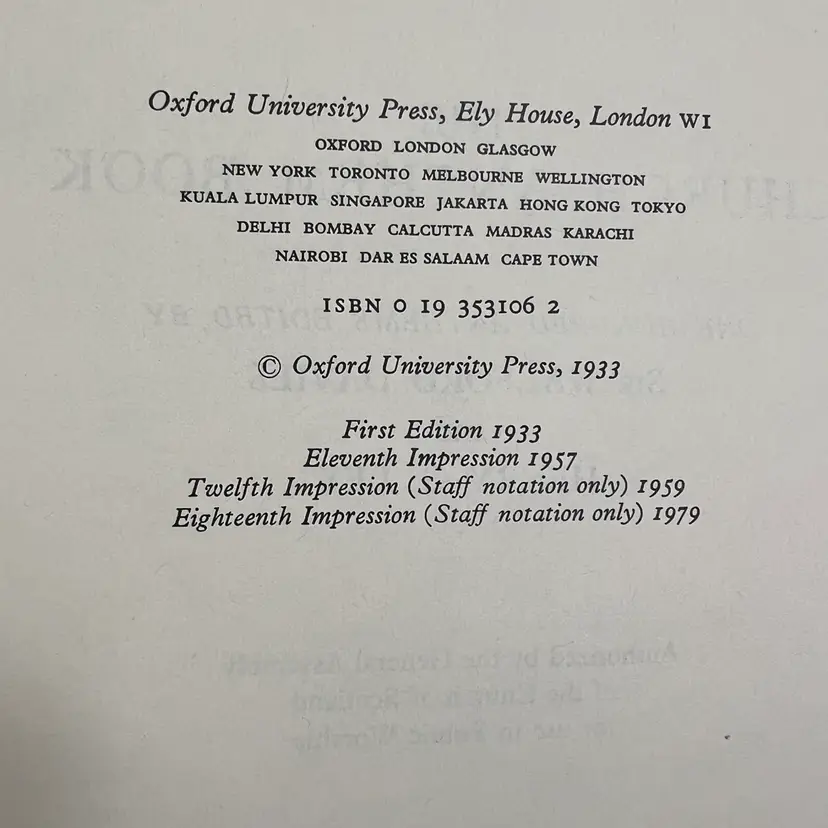 Oxford University Press, Ely House, London W1
OXFORD LONDON GLASGOW
NEW YORK TORONTO MELBOURNE WELLINGTON
KUALA LUMPUR SINGAPORE JAKARTA HONG KONG TOKYO
DELHI BOMBAY CALCUTTA MADRAS KARACHI
NAIROBI DAR ES SALAAM CAPE TOWN
ISBN 0 19 353106 2
© Oxford University Press, 1933
First Edition 1933
Eleventh Impression 1957
Twelfth Impression (Staff notation only) 1959
Eighteenth Impression (Staff notation only) 1979